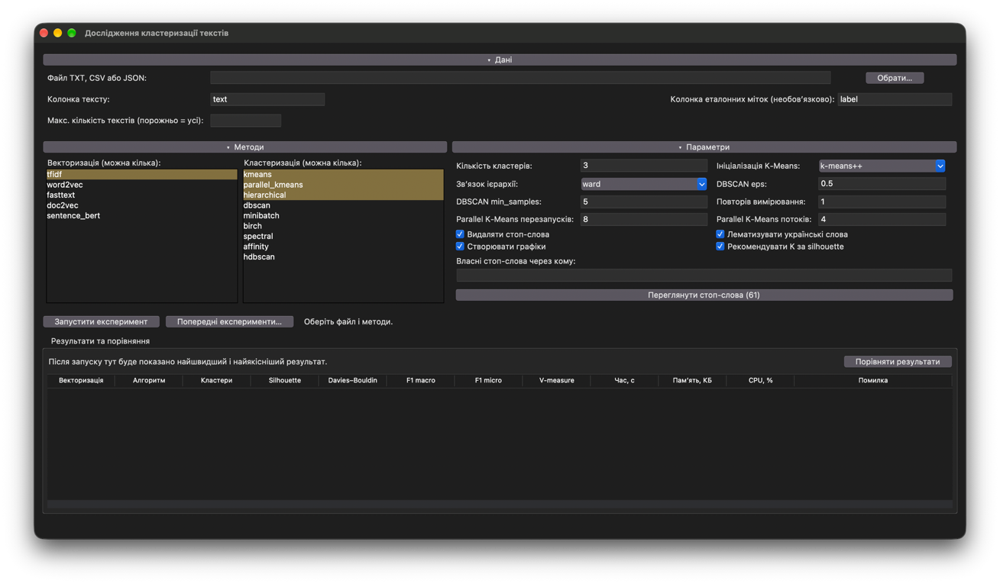 Дослідження кластеризації текстів
Дані
Файл TXT, CSV або JSON:
Обрати...
Колонка тексту:
text
Колонка еталонних міток (необов’язково):
label
Макс. кількість текстів (порожньо = усі):
Методи
Параметри
Векторизація (можна кілька):
tfidf
word2vec
fasttext
doc2vec
sentence_bert
Кластеризація (можна кілька):
kmeans
parallel_kmeans
hierarchical
dbscan
minibatch
birch
spectral
affinity
hdbscan
Кількість кластерів:
3
Ініціалізація K-Means:
k-means++
Зв’язок ієрархії:
ward
DBSCAN eps:
0.5
DBSCAN min_samples:
5
Повторів вимірювання:
1
Parallel K-Means перезапусків:
8
Parallel K-Means потоків:
4
Видаляти стоп-слова
Лематизувати українські слова
Створювати графіки
Рекомендувати K за silhouette
Власні стоп-слова через кому:
Переглянути стоп-слова (61)
Запустити експеримент
Попередні експерименти...
Оберіть файл і методи.
Результати та порівняння
Після запуску тут буде показано найшвидший і найякісніший результат.
Порівняти результати
Векторизація
Алгоритм
Кластери
Silhouette
Davies–Bouldin
F1 macro
F1 micro
V-measure
Час, с
Пам’ять, КБ
CPU, %
Помилка